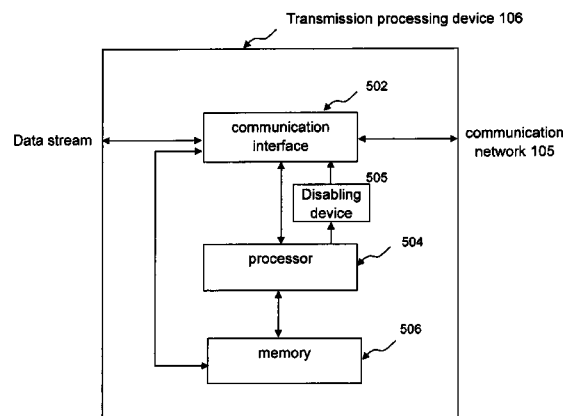 Transmission processing device 106
502
Data stream
communication
interface
communication
network 105
505
Disabling
device
504
processor
506
memory